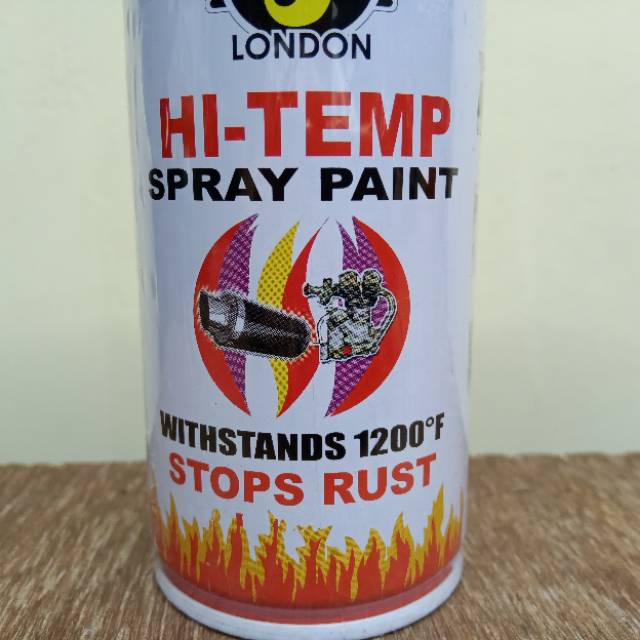 LONDON
HI-TEMP
SPRAY PAINT
WITHSTANDS 1200°F
STOPS RUST